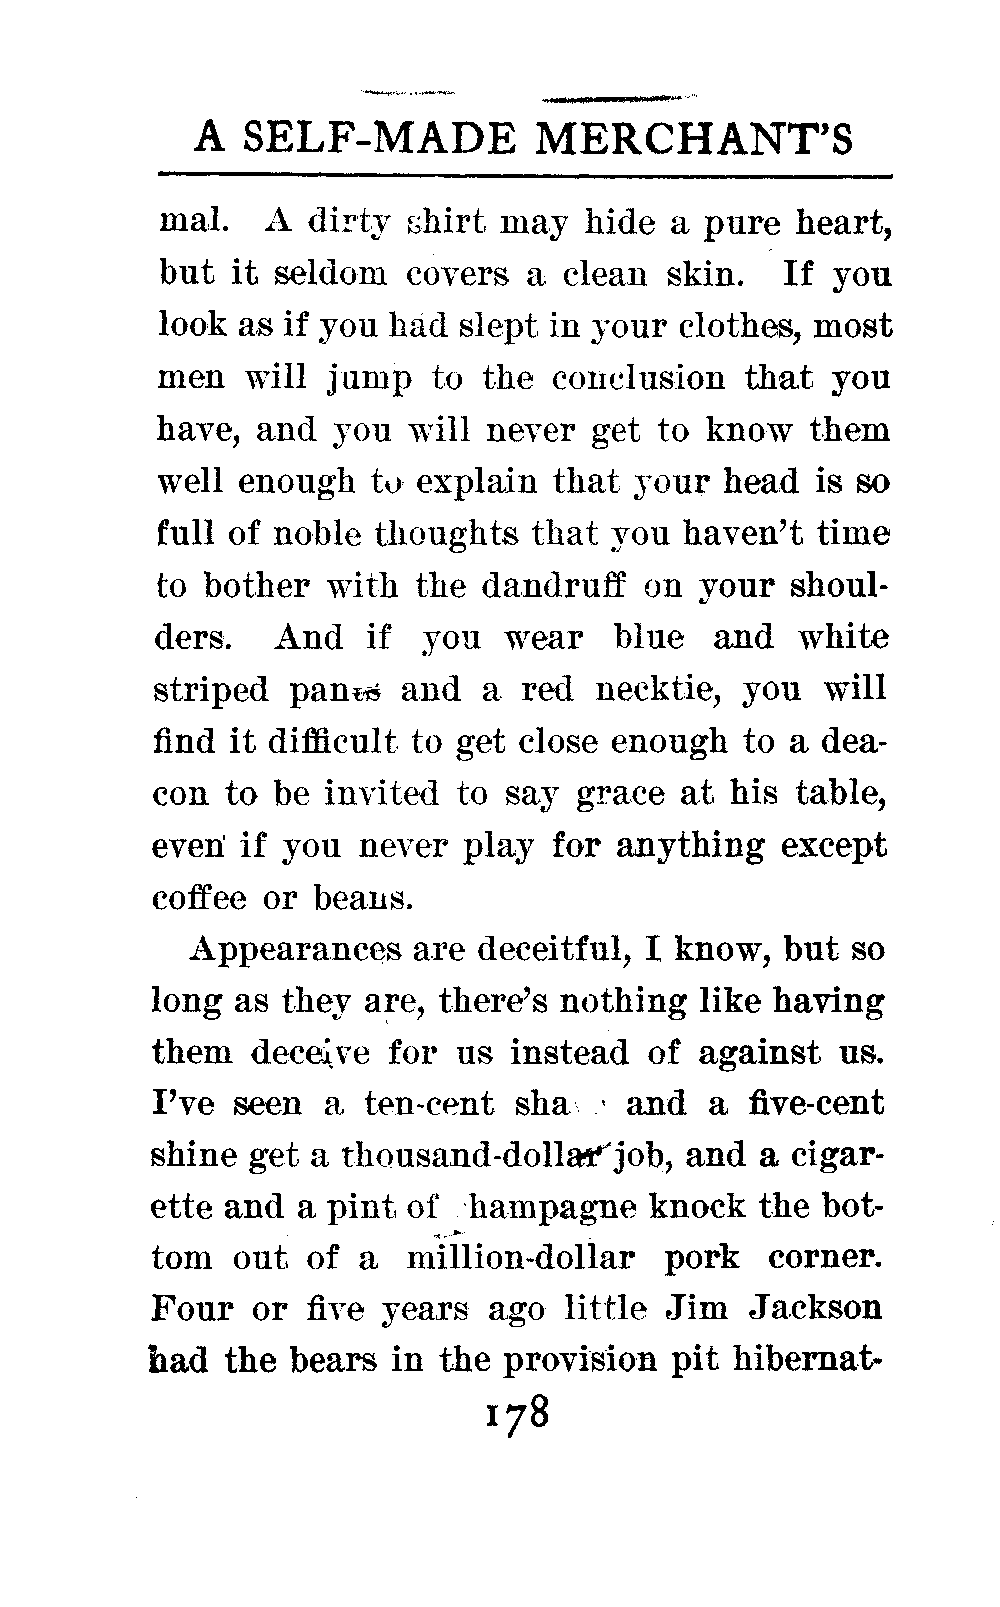 A SELF-MADE MERCHANT'S
mal. A dirty shirt may hide a pure heart,
but it seldom covers a clean skin. If you
look as if you had slept in your clothes, most
men will jump to the conclusion that you
have, and you will never get to know them
well enough to explain that your head is so
full of noble thoughts that you haven't time
to bother with the dandruff on your shoul-
ders. And if you wear blue and white
striped pants and a red necktie, you will
find it difficult to get close enough to a dea-
con to be invited to say grace at his table,
even if you never play for anything except
coffee or beans.
Appearances are deceitful, I know, but so
long as they are, there's nothing like having
them deceive for us instead of against us.
I've seen a ten-cent and a five-cent
shine get a thousand-dollar job, and a cigar-
ette and a pint of champagne knock the bot-
tom out of a million-dollar pork corner.
Four or five years ago little Jim Jackson
had the bears in the provision pit hibernat-
178